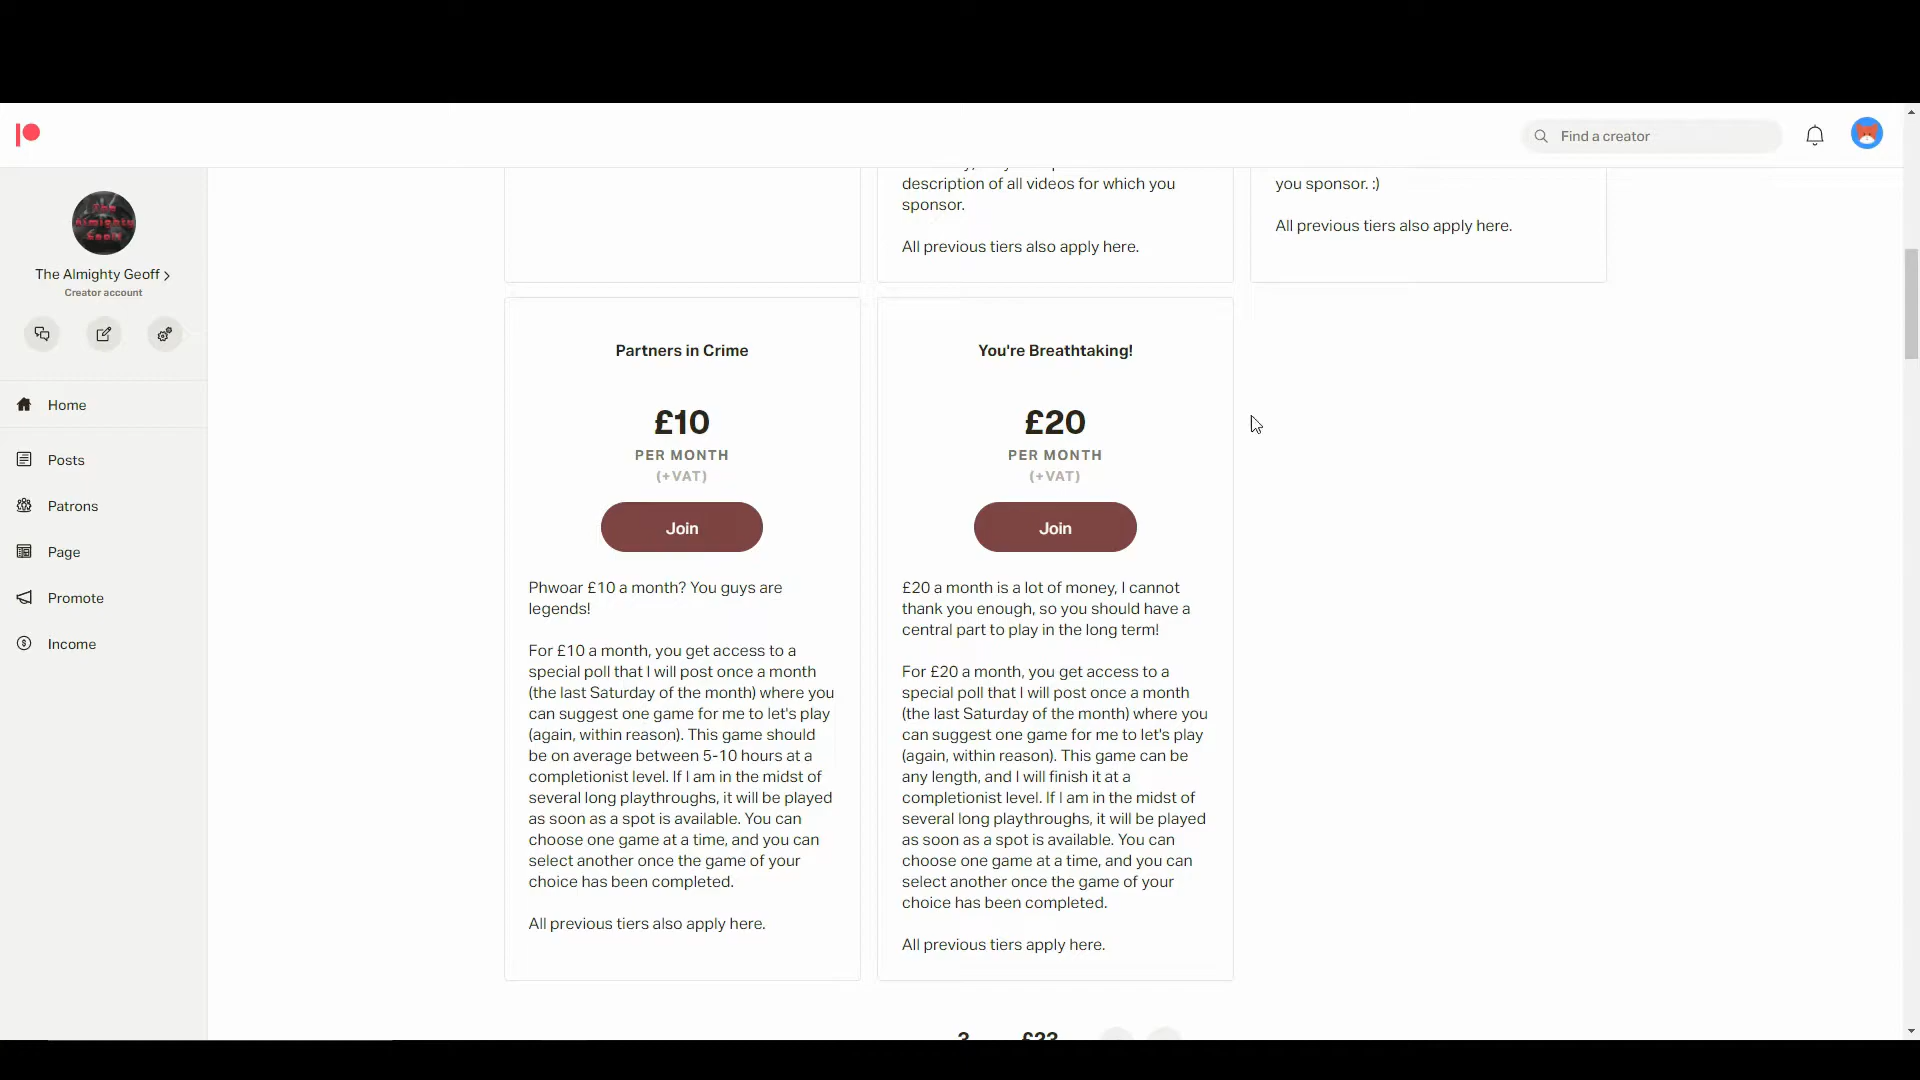 Find a creator
The Almighty Geoff
The Almighty Geoff
Creator account
Home
Posts
Patrons
Page
Promote
Income
description of all videos for which you
sponsor.
All previous tiers also apply here.
you sponsor. :)
All previous tiers also apply here.
Partners in Crime
£10
PER MONTH
(+VAT)
Join
Phwoar £10 a month? You guys are
legends!
For £10 a month, you get access to a
special poll that I will post once a month
(the last Saturday of the month) where you
can suggest one game for me to let's play
(again, within reason). This game should
be on average between 5-10 hours at a
completionist level. If I am in the midst of
several long playthroughs, it will be played
as soon as a spot is available. You can
choose one game at a time, and you can
select another once the game of your
choice has been completed.
All previous tiers also apply here.
You're Breathtaking!
£20
PER MONTH
(+VAT)
Join
£20 a month is a lot of money, I cannot
thank you enough, so you should have a
central part to play in the long term!
For £20 a month, you get access to a
special poll that I will post once a month
(the last Saturday of the month) where you
can suggest one game for me to let's play
(again, within reason). This game can be
any length, and I will finish it at a
completionist level. If I am in the midst of
several long playthroughs, it will be played
as soon as a spot is available. You can
choose one game at a time, and you can
select another once the game of your
choice has been completed.
All previous tiers apply here.